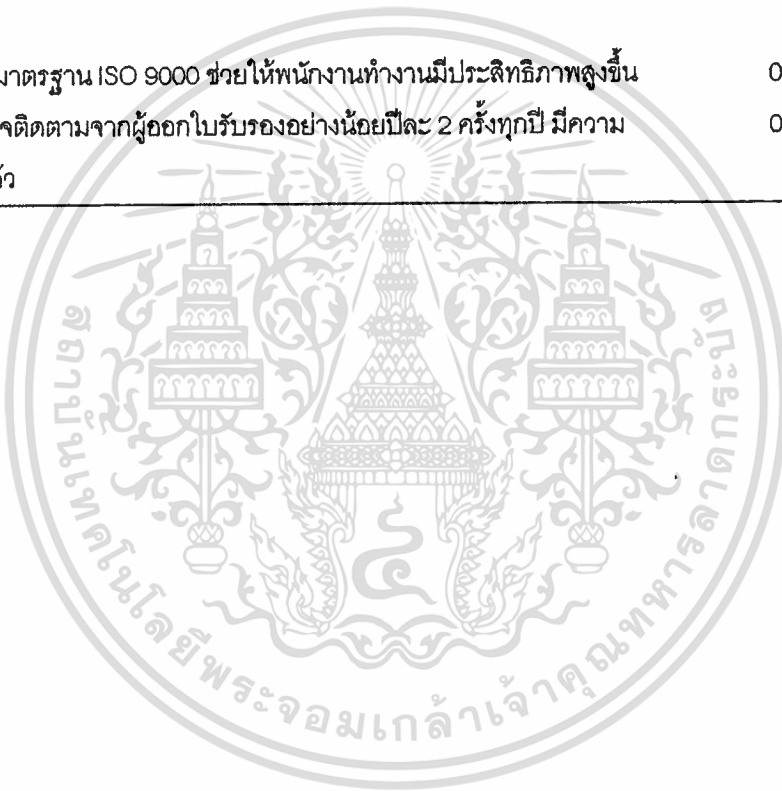 มาตรฐาน ISO 9000 ช่วยให้พนักงานทำงานมีประสิทธิภาพสูงขึ้น 0
จติดตามจากผู้ออกใบรับรองอย่างน้อยปีละ 2 ครั้งทุกปี มีความ 0
สถาบันเทคโนโลยีพระจอมเกล้าเจ้าคุณทหารลาดกระบัง
๔